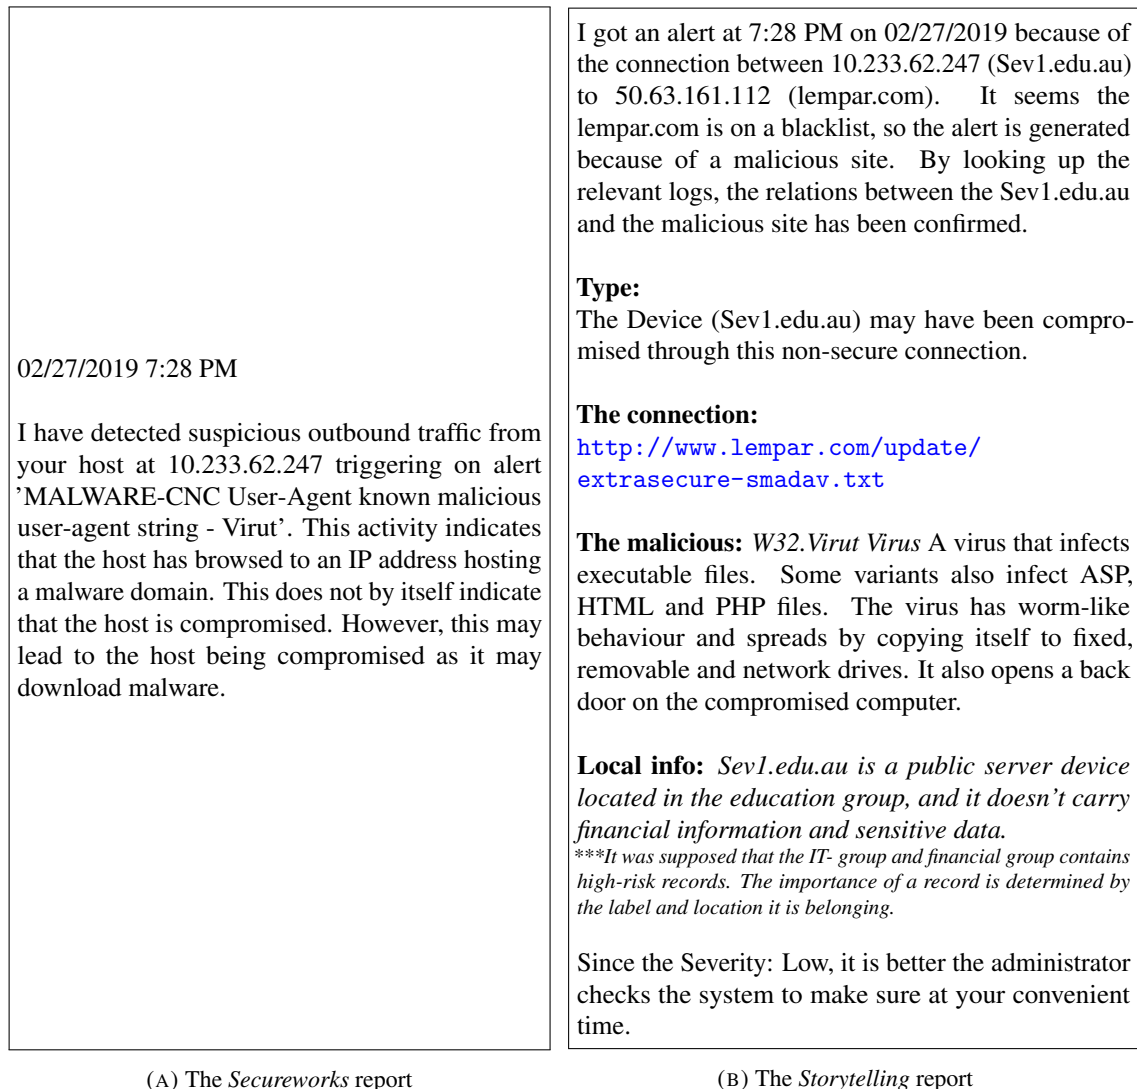 02/27/2019 7:28 PM
I have detected suspicious outbound traffic from
your host at 10.233.62.247 triggering on alert
’MALWARE-CNC User-Agent known malicious
user-agent string - Virut’. This activity indicates
that the host has browsed to an IP address hosting
a malware domain. This does not by itself indicate
that the host is compromised. However, this may
lead to the host being compromised as it may
download malware.
(A) The Secureworks report
I got an alert at 7:28 PM on 02/27/2019 because of
the connection between 10.233.62.247 (Sev1.edu.au)
to 50.63.161.112 (lempar.com). It seems the
lempar.com is on a blacklist, so the alert is generated
because of a malicious site. By looking up the
relevant logs, the relations between the Sev1.edu.au
and the malicious site has been confirmed.
Type:
The Device (Sev1.edu.au) may have been compro-
mised through this non-secure connection.
The connection:
http://www.lempar.com/update/
extrasecure-smadav.txt
The malicious: W32.Virut Virus A virus that infects
executable files. Some variants also infect ASP,
HTML and PHP files. The virus has worm-like
behaviour and spreads by copying itself to fixed,
removable and network drives. It also opens a back
door on the compromised computer.
Local info: Sev1.edu.au is a public server device
located in the education group, and it doesn’t carry
financial information and sensitive data.
***It was supposed that the IT- group and financial group contains
high-risk records. The importance of a record is determined by
the label and location it is belonging.
Since the Severity: Low, it is better the administrator
checks the system to make sure at your convenient
time.
(B) The Storytelling report